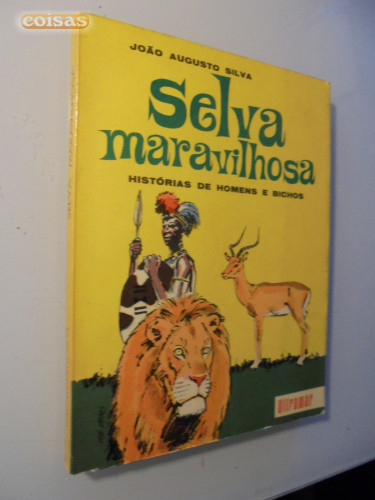 coisas
JOÃO AUGUSTO SILVA
Selva
maravilhosa
HISTÓRIAS DE HOMENS E BICHOS
Ultramar